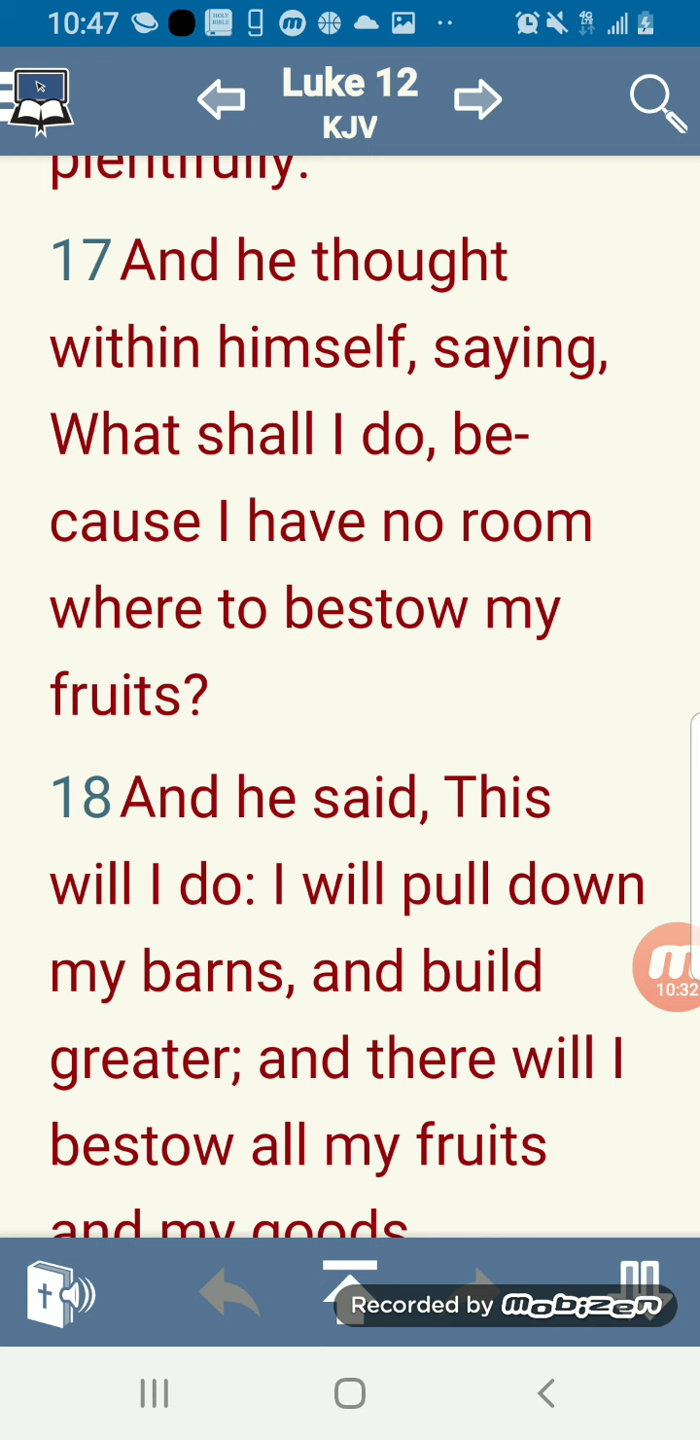 10:47
Luke 12
KJV
plentifully:
17 And he thought
within himself, saying,
What shall I do, be-
cause I have no room
where to bestow my
fruits?
18 And he said, This
will I do: I will pull down
my barns, and build
10:32
greater; and there will I
bestow all my fruits
and my goods
Recorded by mobizen